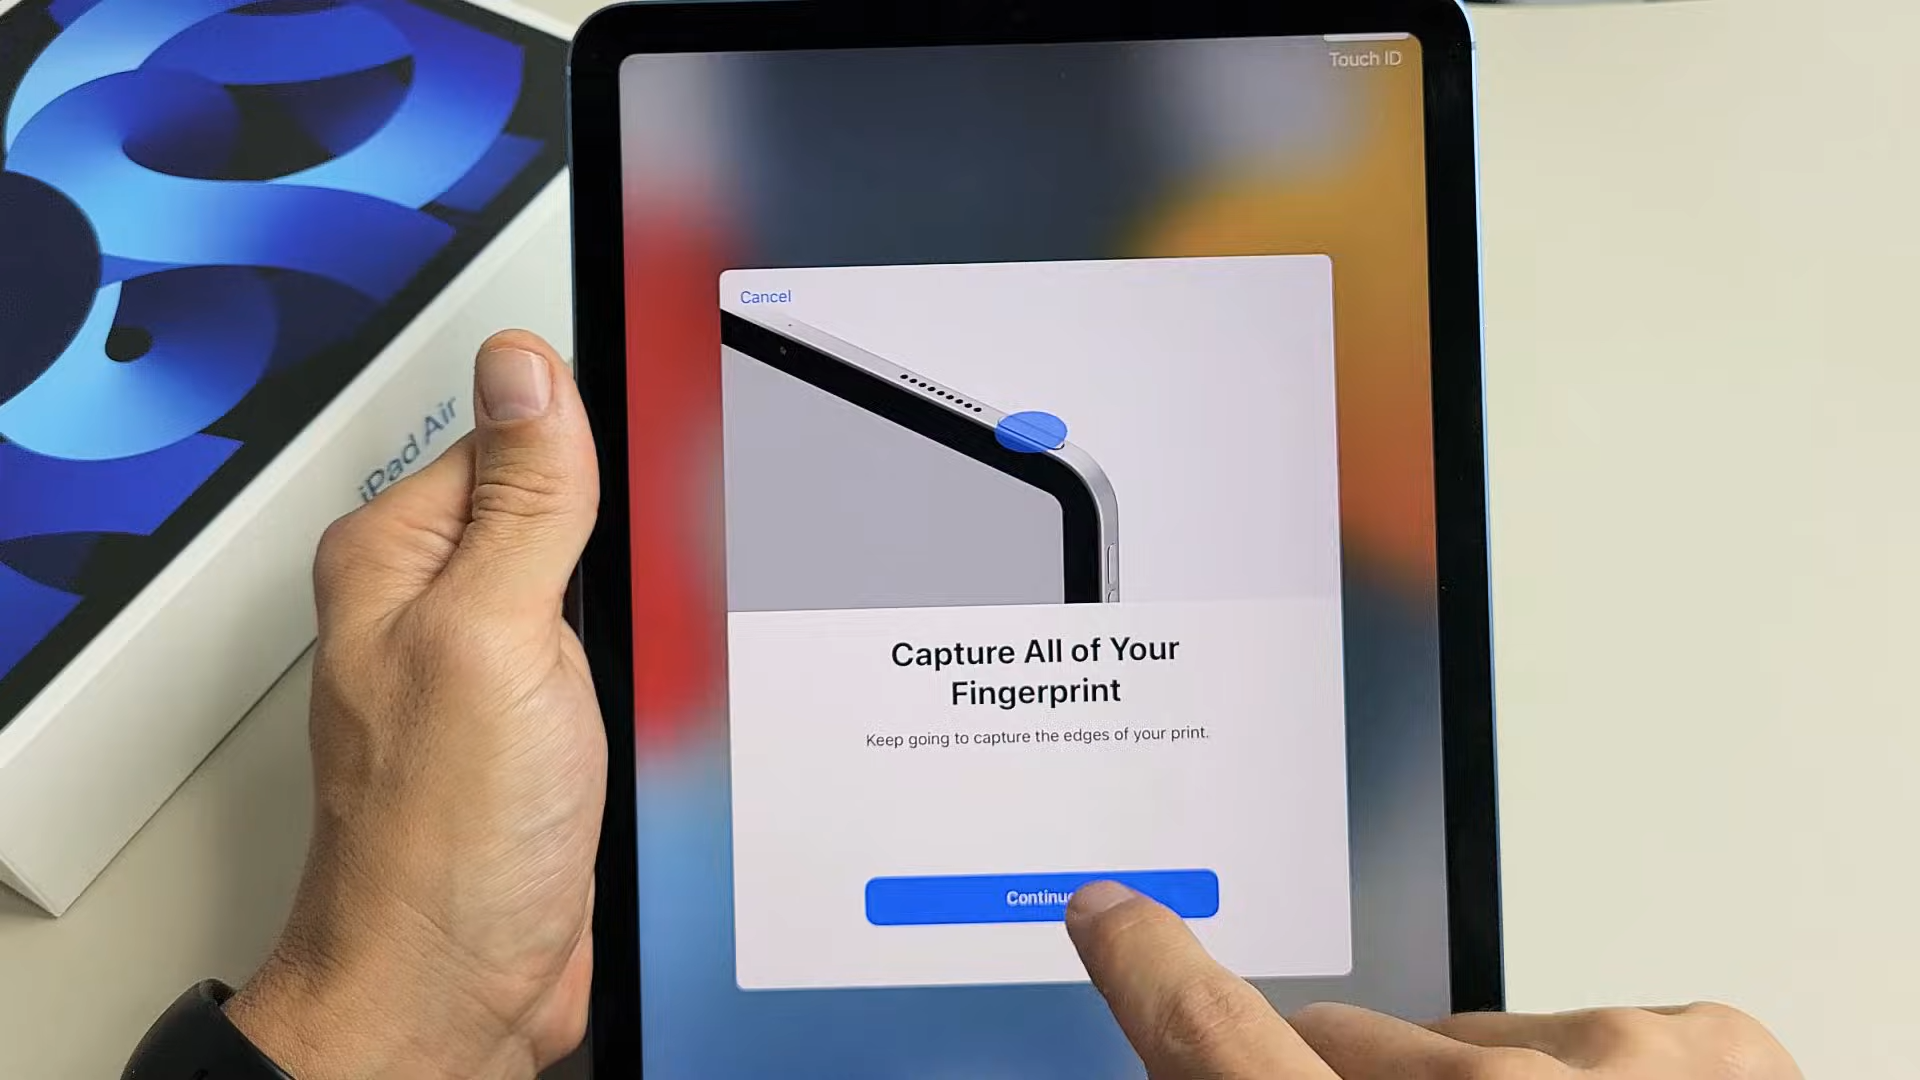 Touch ID
Cancel
iPad Air
Capture All of Your
Fingerprint
Keep going to capture the edges of your print.
Continue